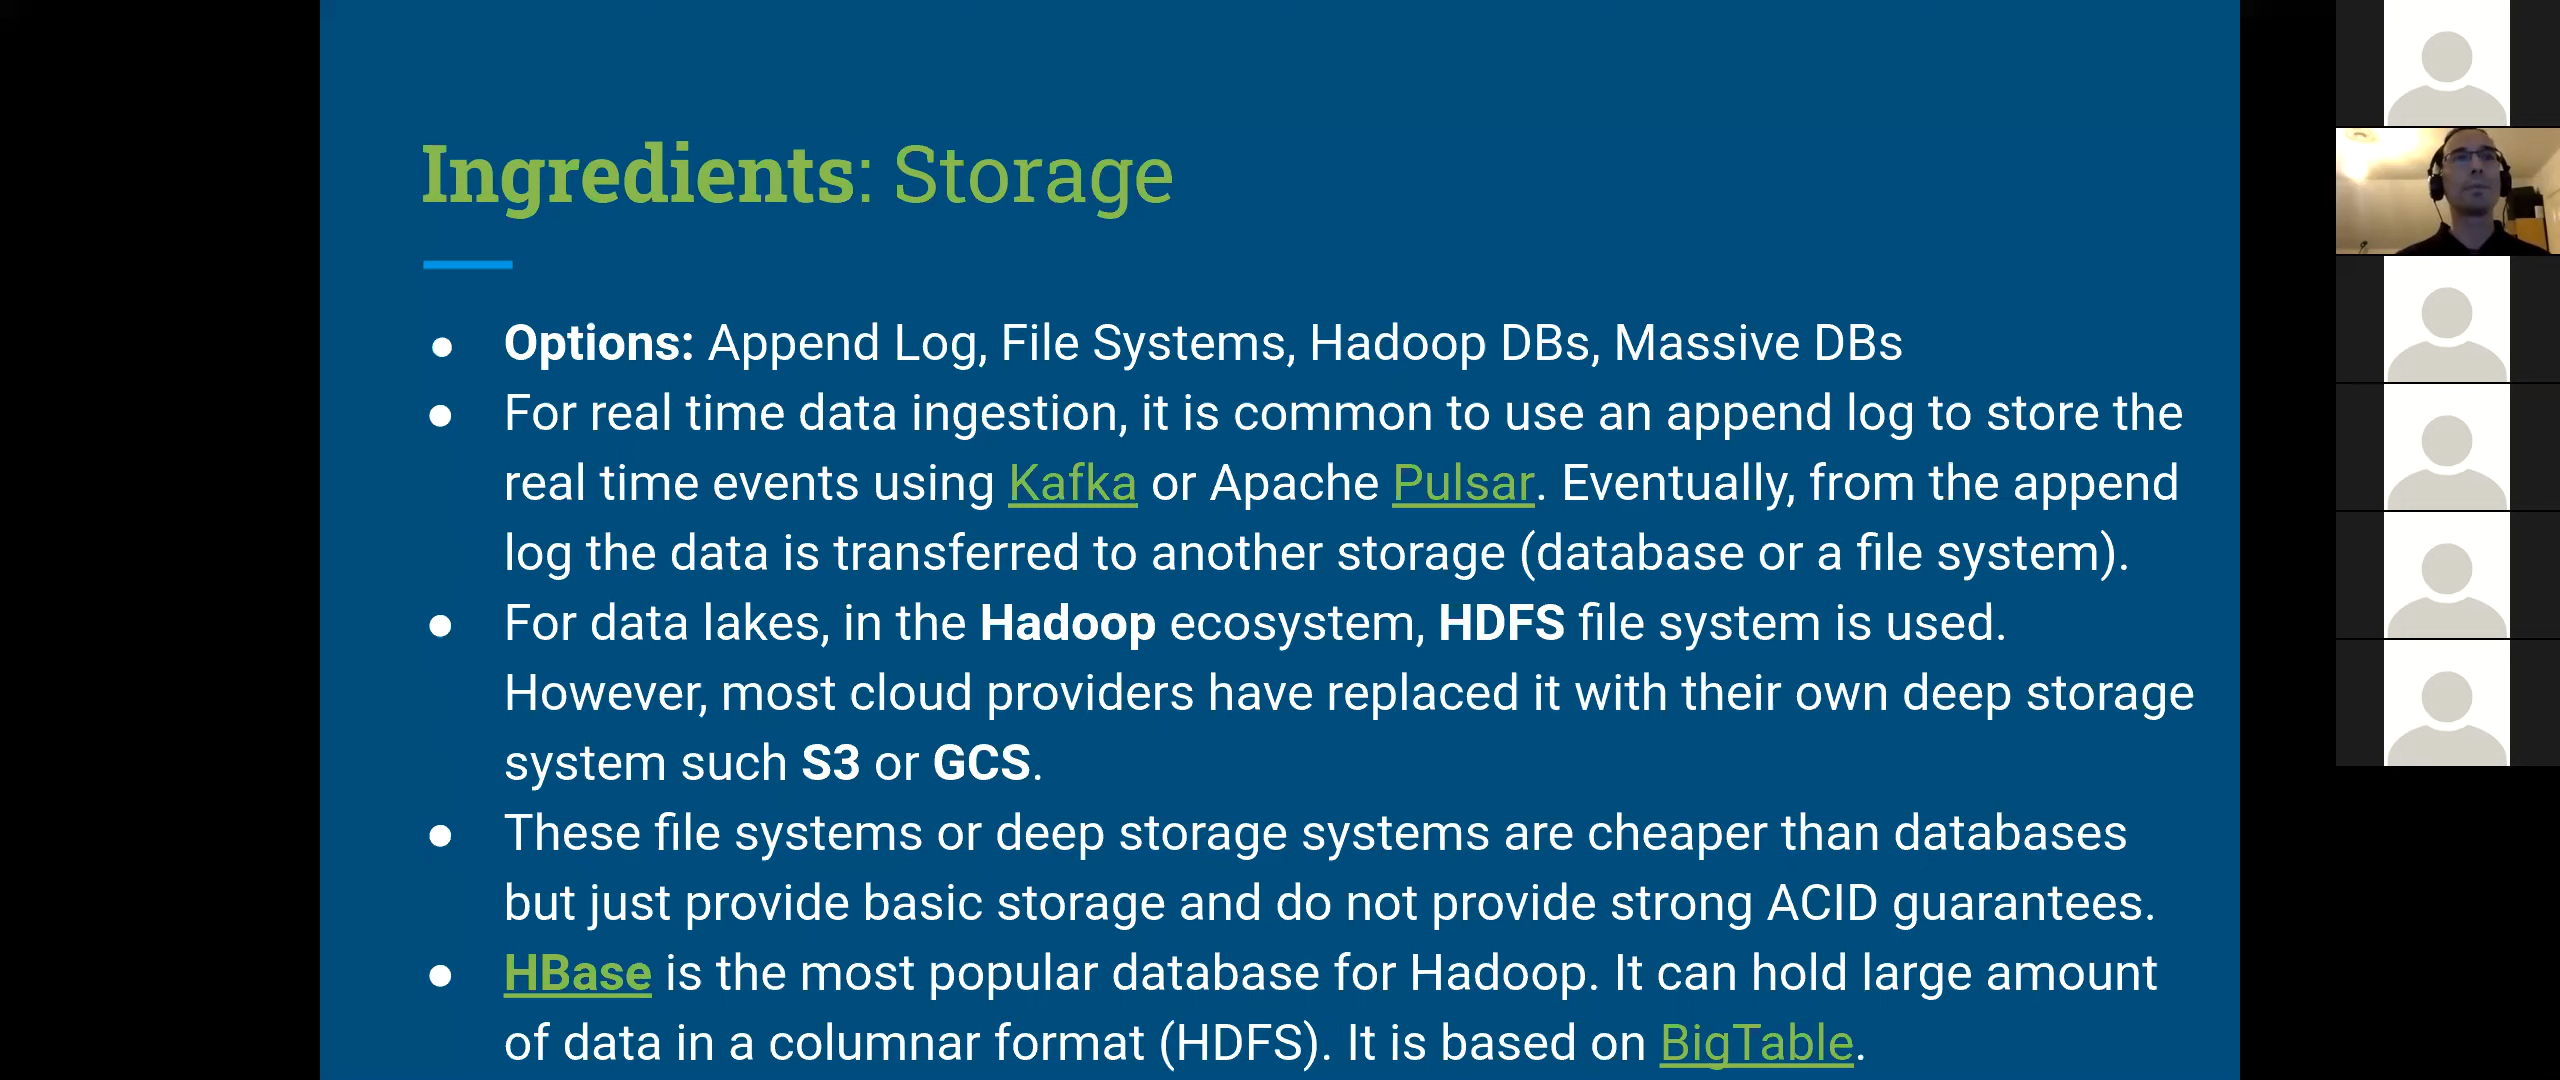 Ingredients: Storage
● Options: Append Log, File Systems, Hadoop DBs, Massive DBs
● For real time data ingestion, it is common to use an append log to store the
real time events using Kafka or Apache Pulsar. Eventually, from the append
log the data is transferred to another storage (database or a file system).
● For data lakes, in the Hadoop ecosystem, HDFS file system is used.
However, most cloud providers have replaced it with their own deep storage
system such S3 or GCS.
● These file systems or deep storage systems are cheaper than databases
but just provide basic storage and do not provide strong ACID guarantees.
● HBase is the most popular database for Hadoop. It can hold large amount
of data in a columnar format (HDFS). It is based on BigTable.